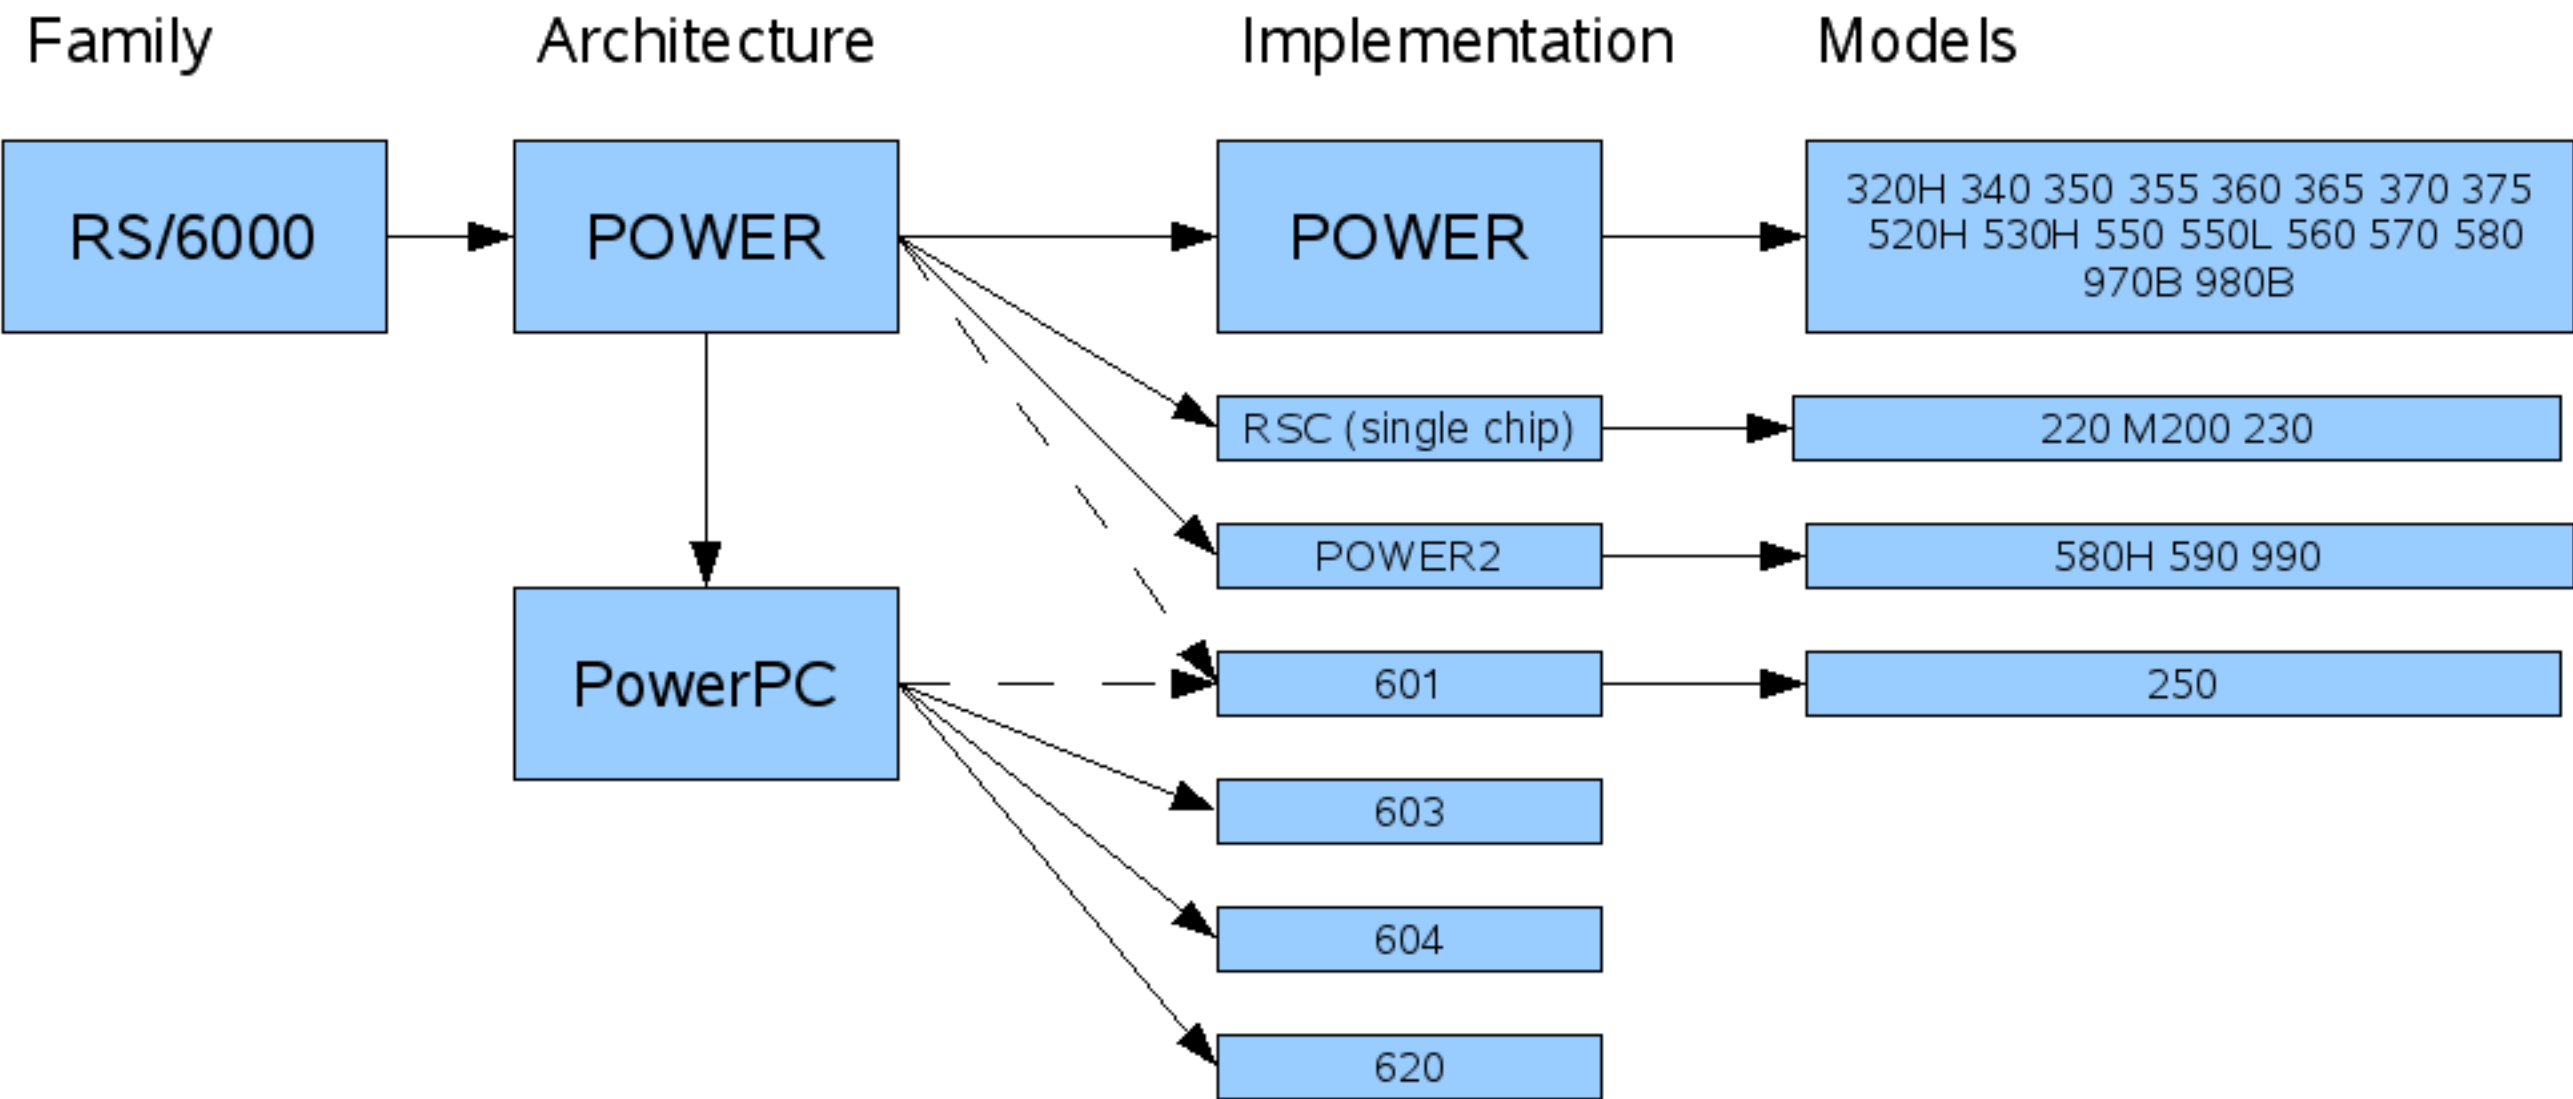 Family Architecture Implementation Models
RS/6000
POWER
POWER
320H 340 350 355 360 365 370 375
520H 530H 550 550L 560 570 580
970B 980B
RSC (single chip)
220 M200 230
POWER2
580H 590 990
PowerPC
601
250
603
604
620